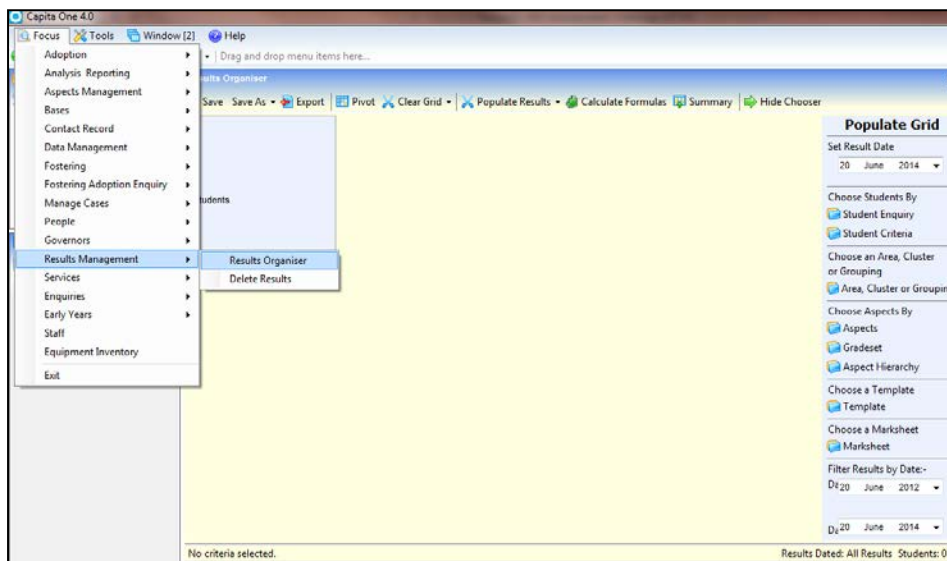 Capita One 4.0
Focus Tools Window [2] Help
Drag and drop menu items here...
Adoption
Analysis Reporting
Aspects Management
Bases
Contact Record
Data Management
Fostering
Fostering Adoption Enquiry
Manage Cases
People
Governors
Results Management
Services
Enquiries
Early Years
Staff
Equipment Inventory
Exit
Results Organiser
Delete Results
Organiser
Save Save As Export Pivot Clear Grid Populate Results Calculate Formulas Summary Hide Chooser
Populate Grid
Set Result Date
20 June 2014
Choose Students By
Student Enquiry
Student Criteria
Choose an Area, Cluster
or Grouping
Area, Cluster or Groupin
Choose Aspects By
Aspects
Gradeset
Aspect Hierarchy
Choose a Template
Template
Choose a Marksheet
Marksheet
Filter Results by Date:-
20 June 2012
20 June 2014
No criteria selected.
Results Dated: All Results Students: 0